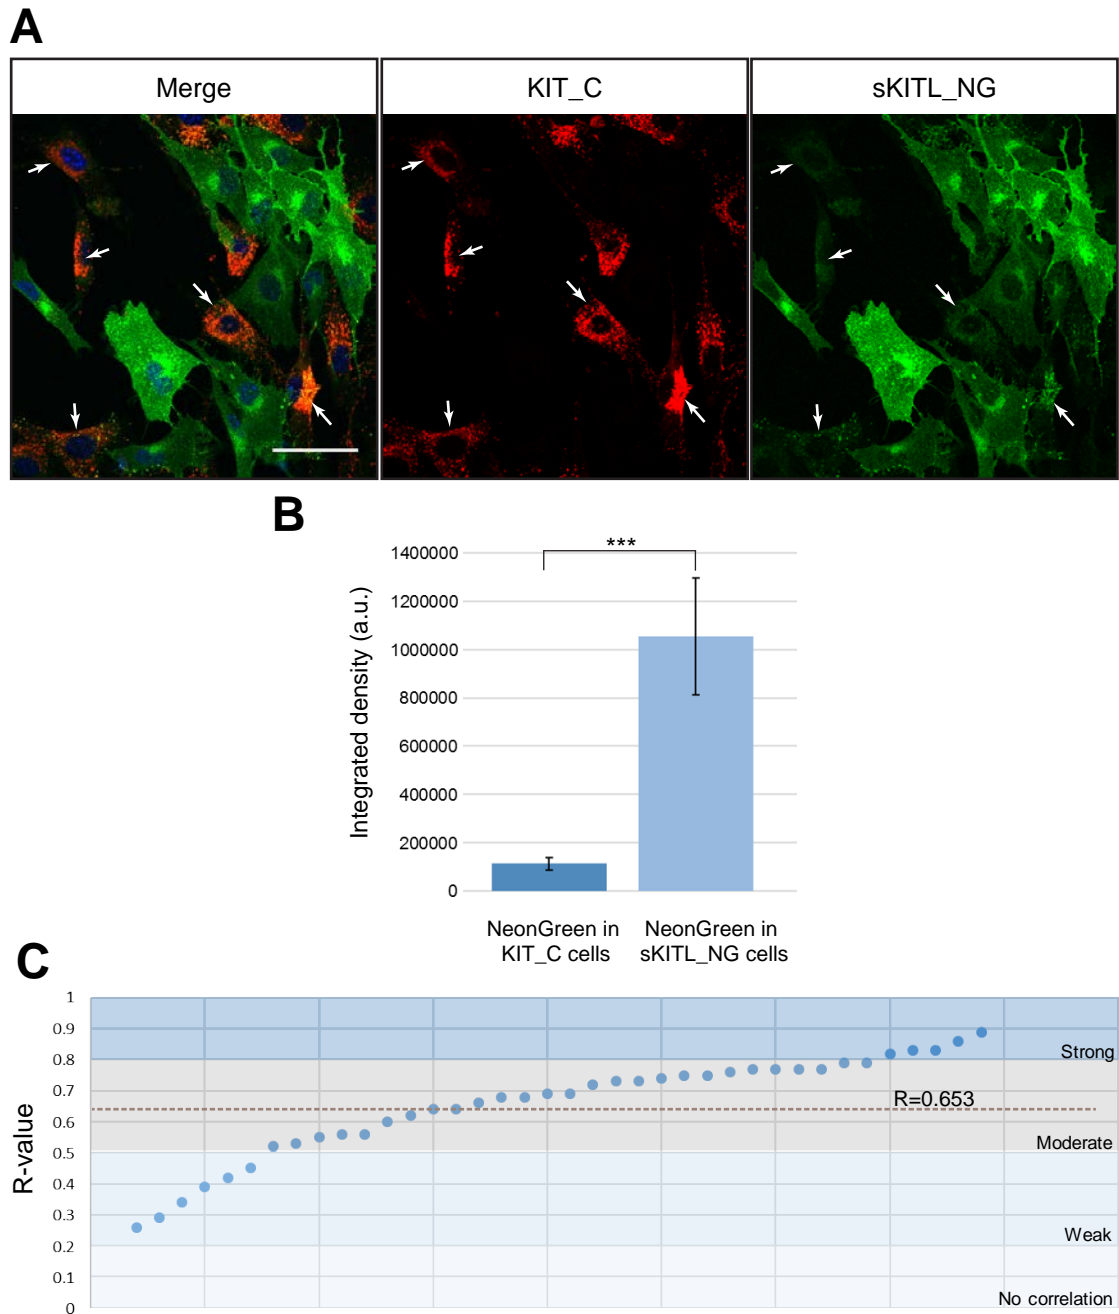 A
Merge
KIT_C
sKITL_NG
B
***
Integrated density (a.u.)
1400000
1200000
1000000
800000
600000
400000
200000
0
NeonGreen in
KIT_C cells
NeonGreen in
sKITL_NG cells
C
R-value
1
0.9
0.8
0.7
0.6
0.5
0.4
0.3
0.2
0.1
0
Strong
R=0.653
Moderate
Weak
No correlation